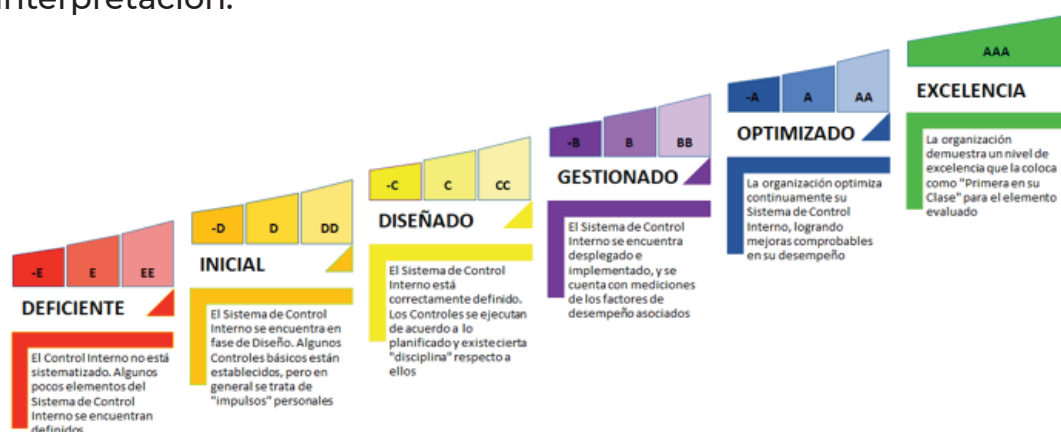 interpretación:
-E E EE
DEFICIENTE
El Control Interno no está
sistematizado. Algunos
pocos elementos del
Sistema de Control
Interno se encuentran
definidos
-D D DD
INICIAL
El Sistema de Control
Interno se encuentra en
fase de Diseño. Algunos
Controles básicos están
establecidos, pero en
general se trata de
"impulsos" personales
-C C CC
DISEÑADO
El Sistema de Control
Interno está
correctamente definido.
Los Controles se ejecutan
de acuerdo a lo
planificado y existe cierta
"disciplina" respecto a
ellos
-B B BB
GESTIONADO
El Sistema de Control
Interno se encuentra
desplegado e
implementado, y se
cuenta con mediciones
de los factores de
desempeño asociados
-A A AA
OPTIMIZADO
La organización optimiza
continuamente su
Sistema de Control
Interno, logrando
mejoras comprobables
en su desempeño
AAA
EXCELENCIA
La organización
demuestra un nivel de
excelencia que la coloca
como "Primera en su
Clase" para el elemento
evaluado